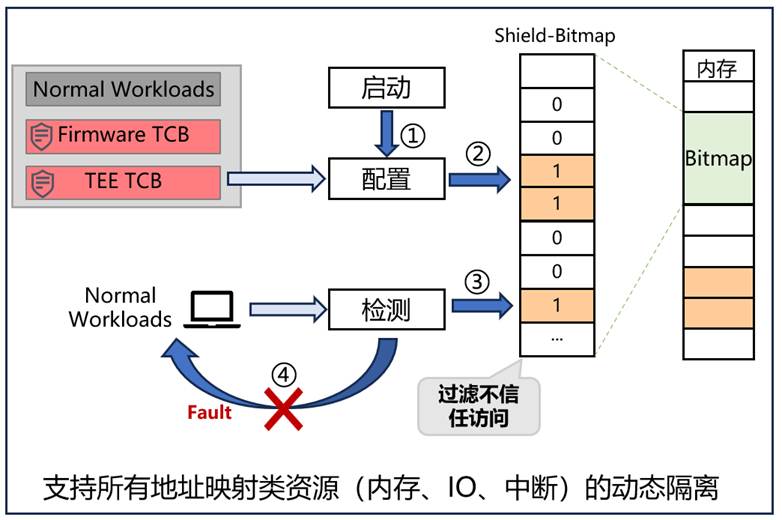 Shield-Bitmap
Normal Workloads
Firmware TCB
TEE TCB
启动
①
配置
②
0
0
1
1
0
0
1
...
内存
Bitmap
Normal
Workloads
检测
③
④
Fault
过滤不信
任访问
支持所有地址映射类资源（内存、IO、中断）的动态隔离